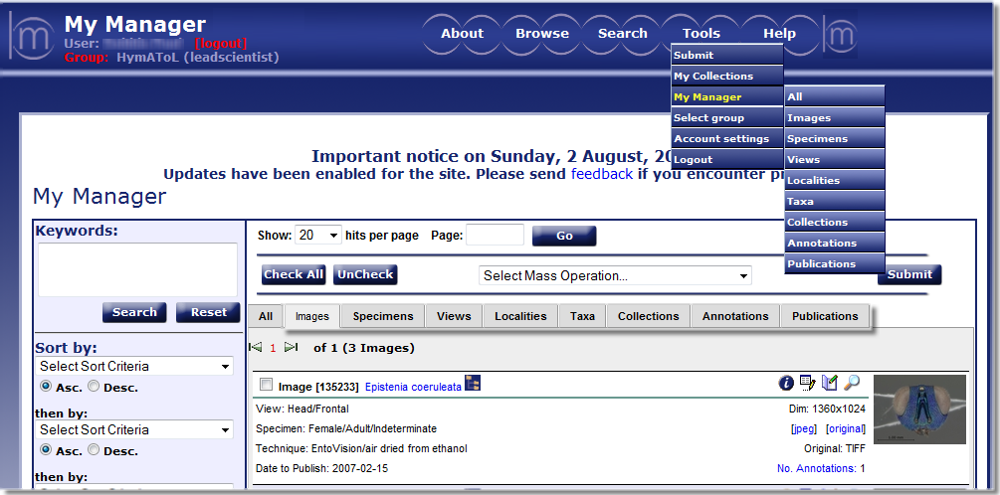 My Manager
User: [logout]
Group: HymAToL (leadscientist)
About Browse Search Tools Help
Submit
My Collections
My Manager
Select group
Account settings
Logout
All
Images
Specimens
Views
Localities
Taxa
Collections
Annotations
Publications
Important notice on Sunday, 2 August,
Updates have been enabled for the site. Please send feedback if you encounter
My Manager
Keywords:
Search Reset
Sort by:
Select Sort Criteria
Asc. Desc.
then by:
Select Sort Criteria
Asc. Desc.
then by:
Show: 20 hits per page Page: Go
Check All UnCheck Select Mass Operation... Submit
All Images Specimens Views Localities Taxa Collections Annotations Publications
1 of 1 (3 Images)
Image [135233] Epistenia coeruleata
View: Head/Frontal Dim: 1360x1024
Specimen: Female/Adult/Indeterminate [jpeg] [original]
Technique: EntoVision/air dried from ethanol Original: TIFF
Date to Publish: 2007-02-15 No. Annotations: 1